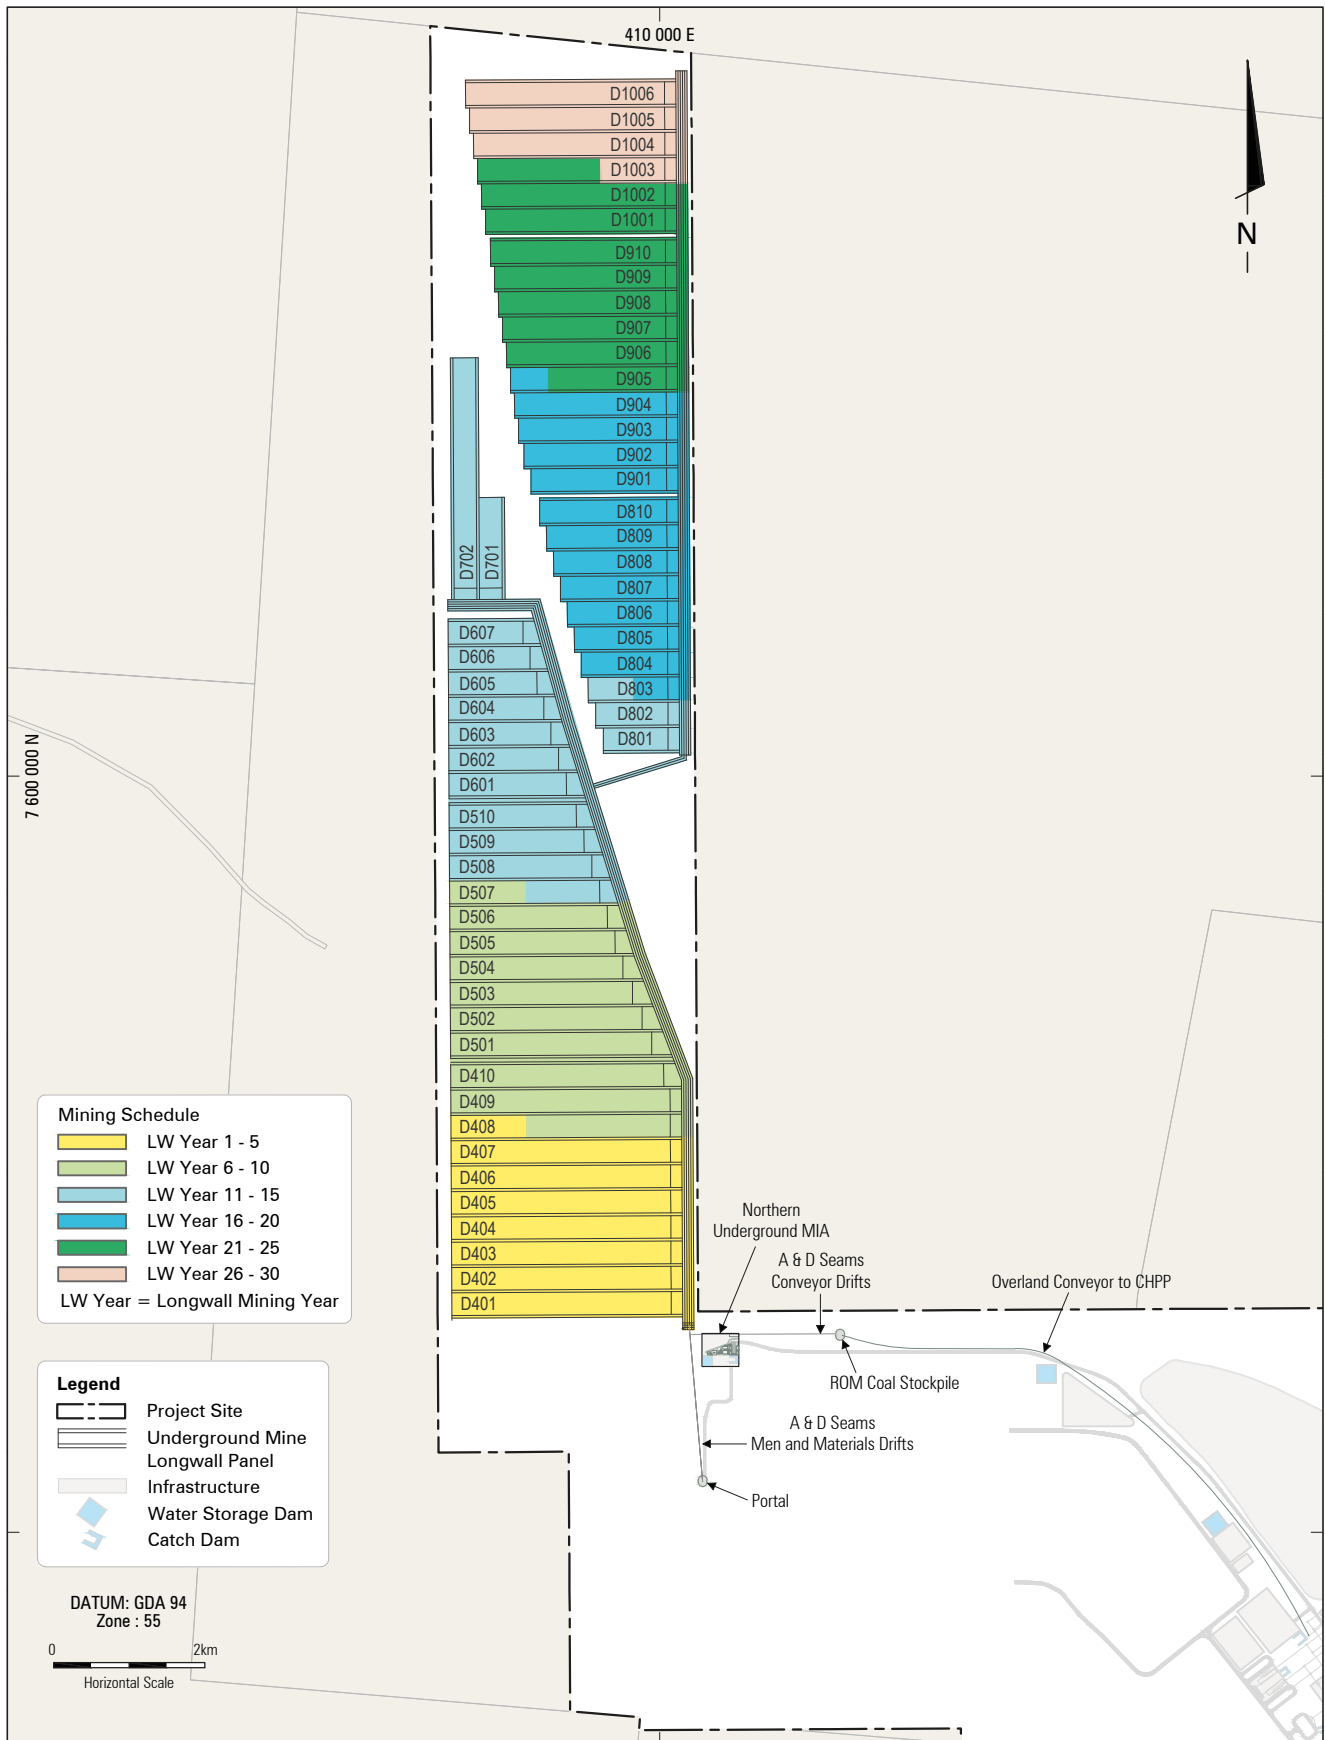 410 000 E
D1006
D1005
D1004
D1003
D1002
D1001
D910
D909
D908
D907
D906
D905
D904
D903
D902
D901
D810
D809
D808
D807
D806
D805
D804
D803
D802
D801
D702
D701
D607
D606
D605
D604
D603
D602
D601
D510
D509
D508
D507
D506
D505
D504
D503
D502
D501
D410
D409
D408
D407
D406
D405
D404
D403
D402
D401
N
7 600 000 N
Mining Schedule
LW Year 1 - 5
LW Year 6 - 10
LW Year 11 - 15
LW Year 16 - 20
LW Year 21 - 25
LW Year 26 - 30
LW Year = Longwall Mining Year
Northern
Underground MIA
A & D Seams
Conveyor Drifts
Overland Conveyor to CHPP
ROM Coal Stockpile
A & D Seams
Men and Materials Drifts
Portal
Legend
Project Site
Underground Mine
Longwall Panel
Infrastructure
Water Storage Dam
Catch Dam
DATUM: GDA 94
Zone : 55
0 2km
Horizontal Scale